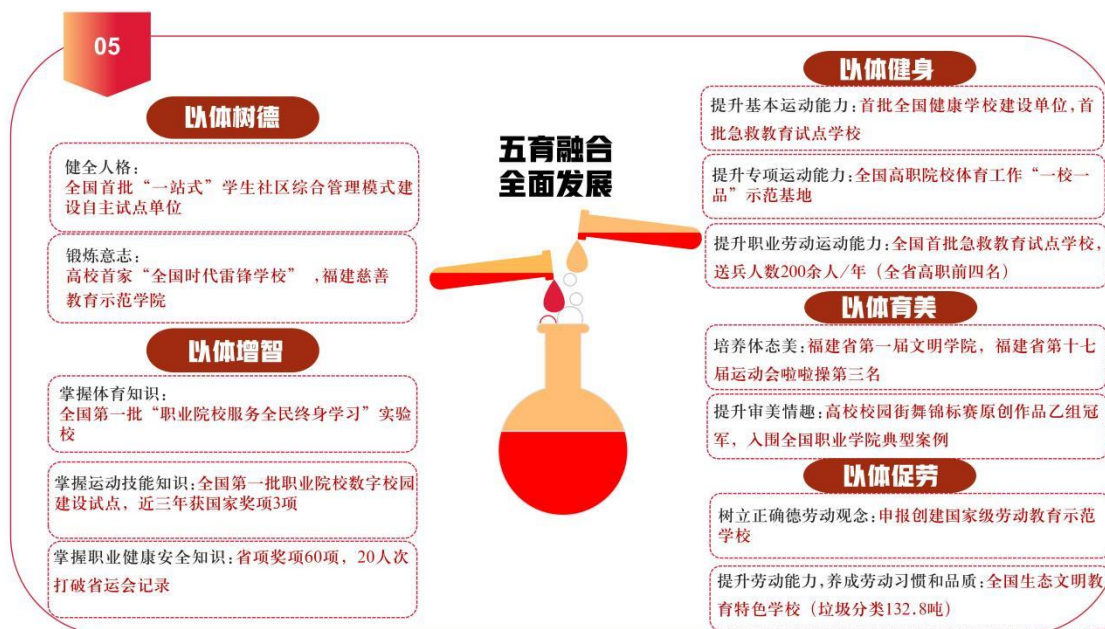 05
以体树德
健全人格：
全国首批“一站式”学生社区综合管理模式建
设自主试点单位
锻炼意志：
高校首家“全国时代雷锋学校”，福建慈善
教育示范学院
以体增智
掌握体育知识：
全国第一批“职业院校服务全民终身学习”实验
校
掌握运动技能知识：全国第一批职业院校数字校园
建设试点，近三年获国家奖项3项
掌握职业健康安全知识：省项奖项60项，20人次
打破省运会记录
五育融合
全面发展
以体健身
提升基本运动能力：首批全国健康学校建设单位，首
批急救教育试点学校
提升专项运动能力：全国高职院校体育工作“一校一
品”示范基地
提升职业劳动运动能力：全国首批急救教育试点学校，
送兵人数200余人/年（全省高职前四名）
以体育美
培养体态美：福建省第一届文明学院，福建省第十七
届运动会啦啦操第三名
提升审美情趣：高校校园街舞锦标赛原创作品乙组冠
军，入围全国职业学院典型案例
以体促劳
树立正确德劳动观念：申报创建国家级劳动教育示范
学校
提升劳动能力，养成劳动习惯和品质：全国生态文明教
育特色学校（垃圾分类132.8吨）